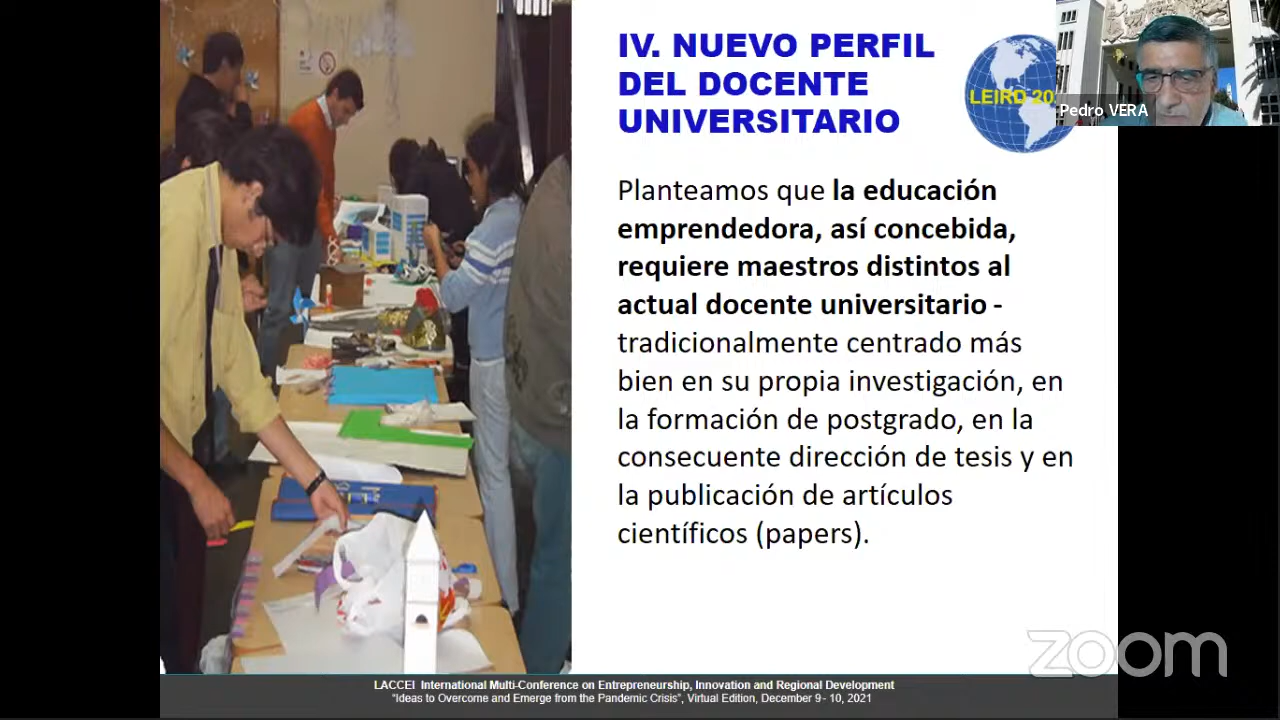 IV. NUEVO PERFIL
DEL DOCENTE
UNIVERSITARIO
LEIRD 20
Pedro VERA
Planteamos que la educación
emprendedora, así concebida,
requiere maestros distintos al
actual docente universitario -
tradicionalmente centrado más
bien en su propia investigación, en
la formación de postgrado, en la
consecuente dirección de tesis y en
la publicación de artículos
científicos (papers).
zoom
LACCEI International Multi-Conference on Entrepreneurship, Innovation and Regional Development
"Ideas to Overcome and Emerge from the Pandemic Crisis", Virtual Edition, December 9- 10, 2021